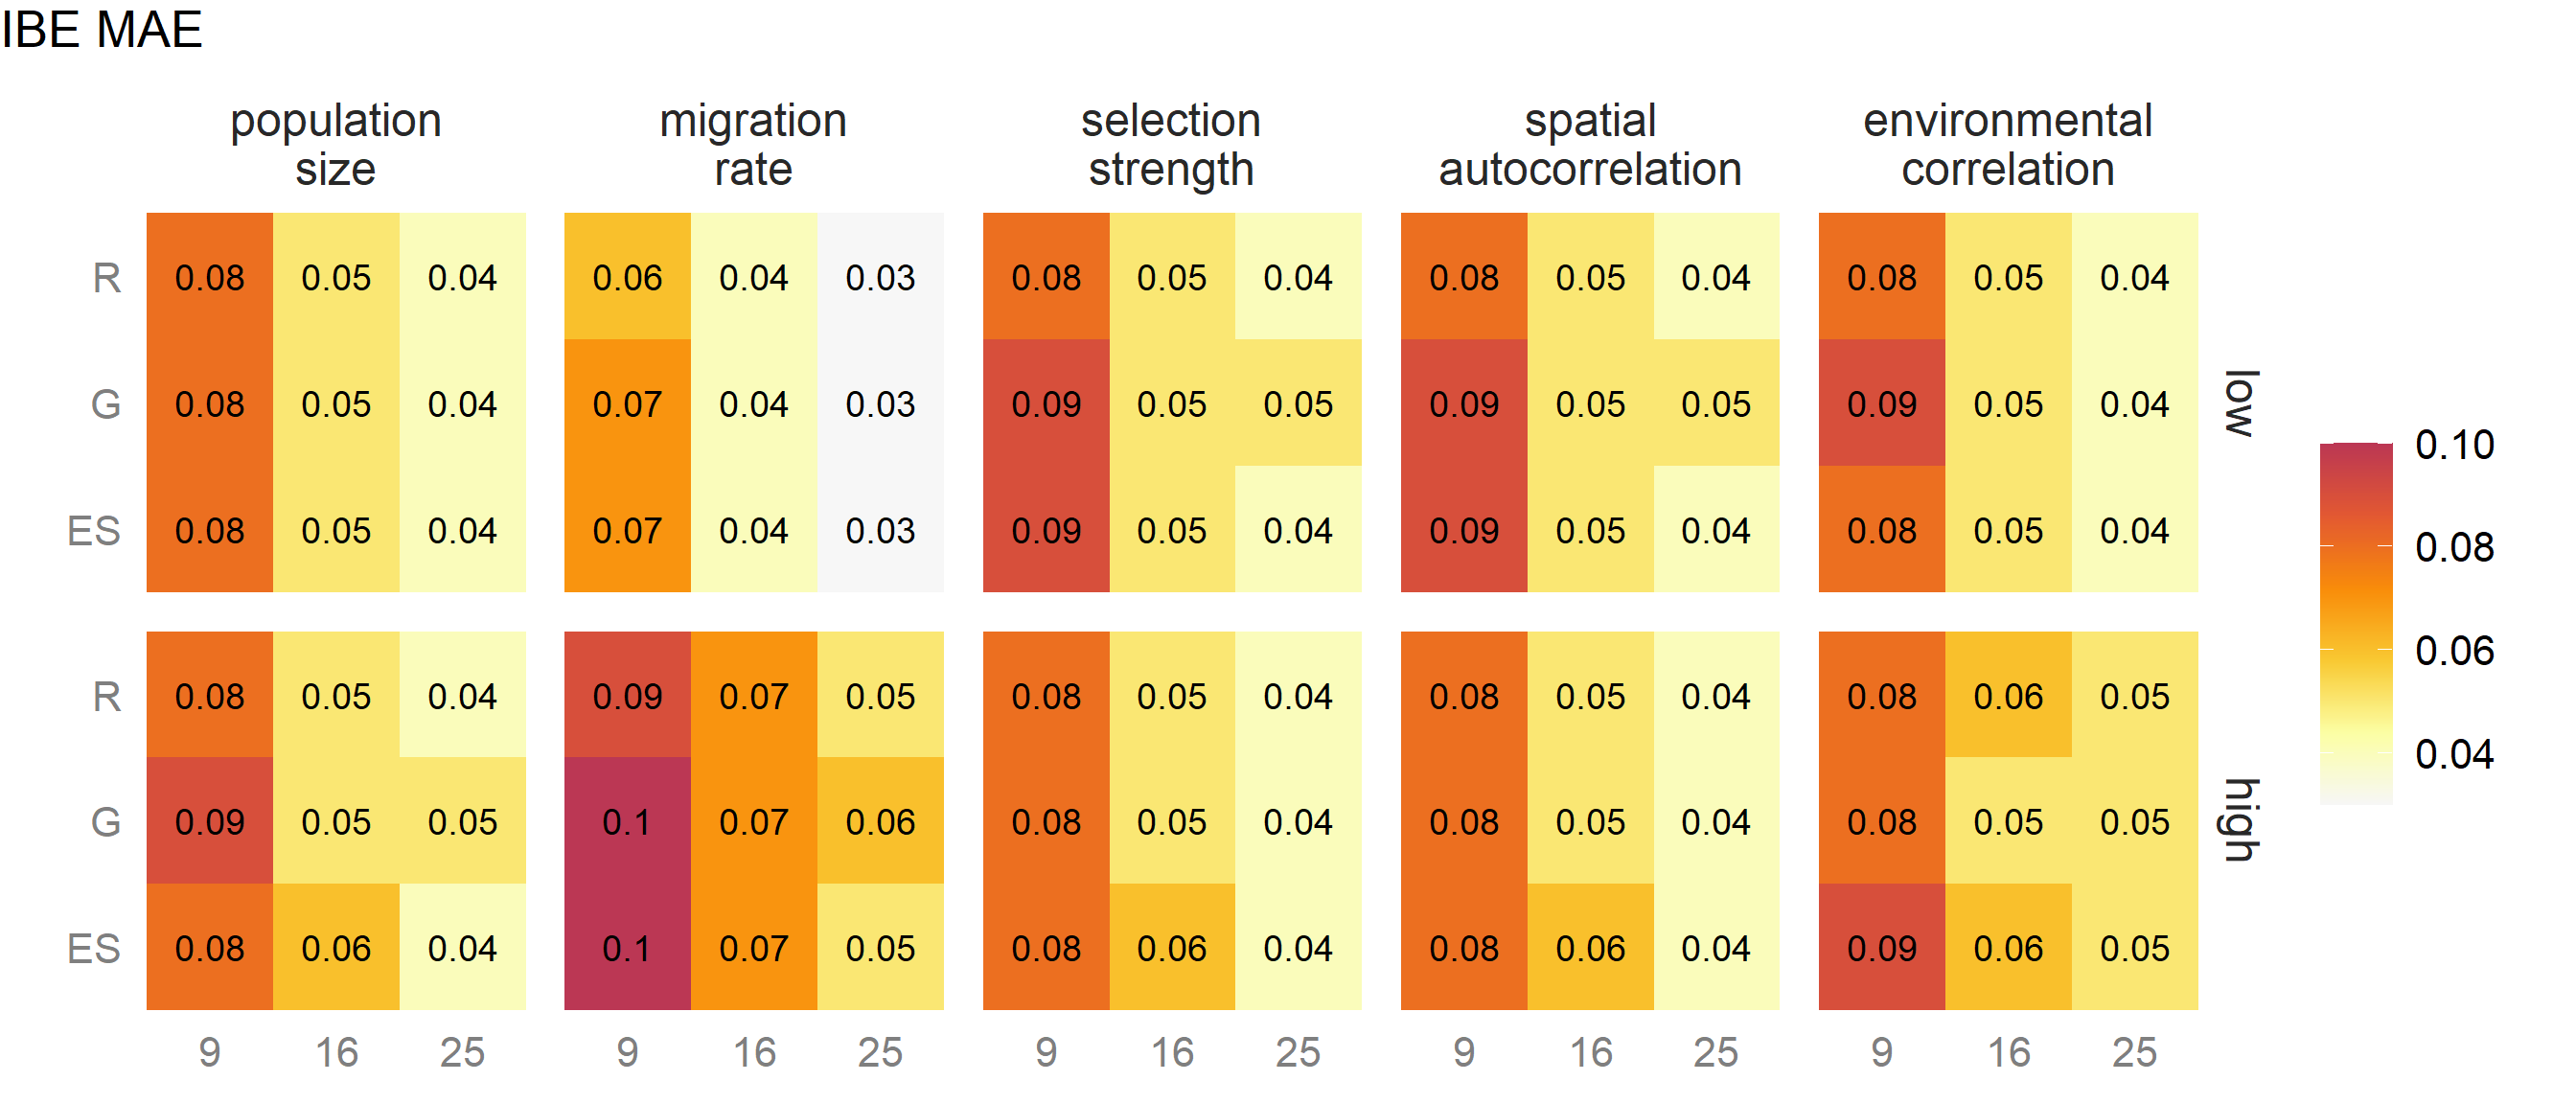 IBE MAE
population size
migration rate
selection strength
spatial autocorrelation
environmental correlation
R 0.08 0.05 0.04 0.06 0.04 0.03 0.08 0.05 0.04 0.08 0.05 0.04 0.08 0.05 0.04
G 0.08 0.05 0.04 0.07 0.04 0.03 0.09 0.05 0.05 0.09 0.05 0.05 0.09 0.05 0.04
ES 0.08 0.05 0.04 0.07 0.04 0.03 0.09 0.05 0.04 0.09 0.05 0.04 0.08 0.05 0.04
low
R 0.08 0.05 0.04 0.09 0.07 0.05 0.08 0.05 0.04 0.08 0.05 0.04 0.08 0.06 0.05
G 0.09 0.05 0.05 0.1 0.07 0.06 0.08 0.05 0.04 0.08 0.05 0.04 0.08 0.05 0.05
ES 0.08 0.06 0.04 0.1 0.07 0.05 0.08 0.06 0.04 0.08 0.06 0.04 0.09 0.06 0.05
high
9 16 25 9 16 25 9 16 25 9 16 25 9 16 25
0.10
0.08
0.06
0.04